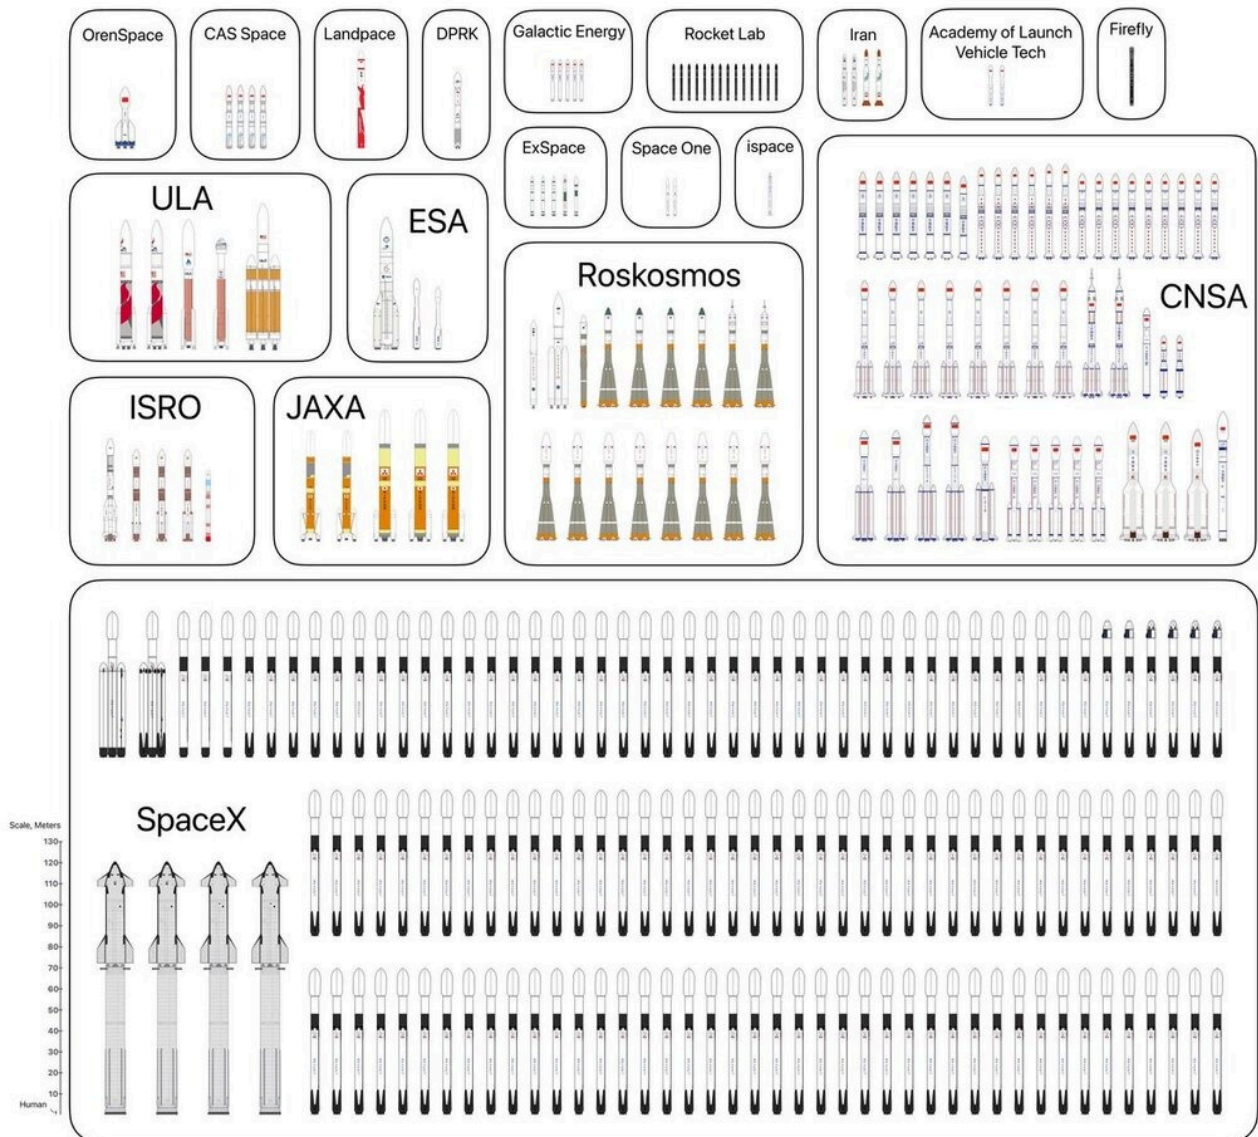 OrenSpace
CAS Space
Landpace
DPRK
Galactic Energy
Rocket Lab
Iran
Academy of Launch
Vehicle Tech
Firefly
ExSpace
Space One
ispace
ULA
ESA
Roskosmos
CNSA
ISRO
JAXA
SpaceX
Scale, Meters
130
120
110
100
90
80
70
60
50
40
30
20
10
Human